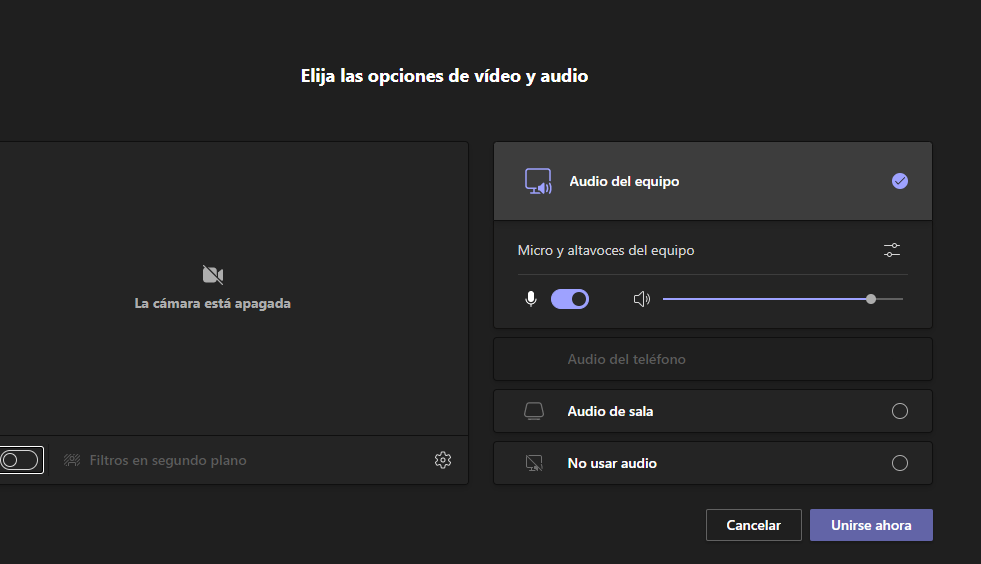 Elija las opciones de vídeo y audio
La cámara está apagada
Filtros en segundo plano
Audio del equipo
Micro y altavoces del equipo
Audio del teléfono
Audio de sala
No usar audio
Cancelar
Unirse ahora